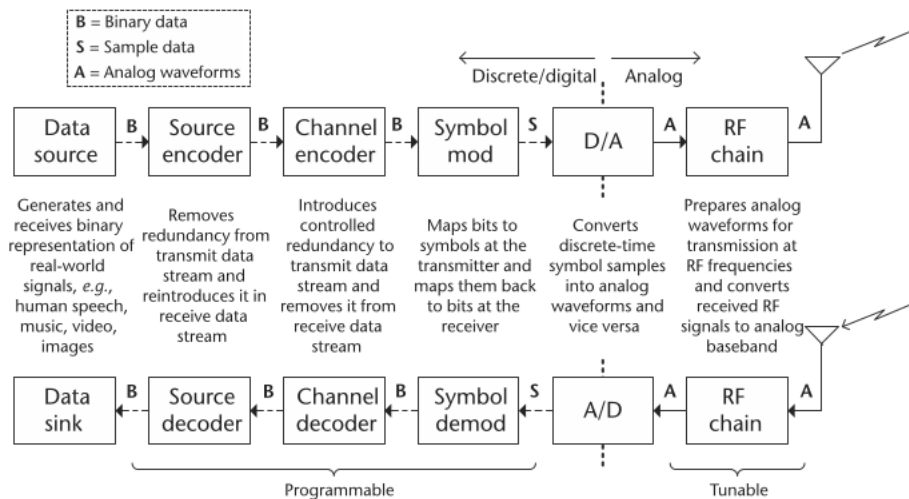 B = Binary data
S = Sample data
A = Analog waveforms
Discrete/digital
Analog
Data
source
B
Source
encoder
B
Channel
encoder
B
Symbol
mod
S
D/A
A
RF
chain
A
Generates and
receives binary
representation of
real-world
signals, e.g.,
human speech,
music, video,
images
Removes
redundancy from
transmit data
stream and
reintroduces it in
receive data
stream
Introduces
controlled
redundancy to
transmit data
stream and
removes it from
receive data
stream
Maps bits to
symbols at the
transmitter and
maps them back
to bits at the
receiver
Converts
discrete-time
symbol samples
into analog
waveforms and
vice versa
Prepares analog
waveforms for
transmission at
RF frequencies
and converts
received RF
signals to analog
baseband
Data
sink
B
Source
decoder
B
Channel
decoder
B
Symbol
demod
S
A/D
A
RF
chain
A
Programmable
Tunable